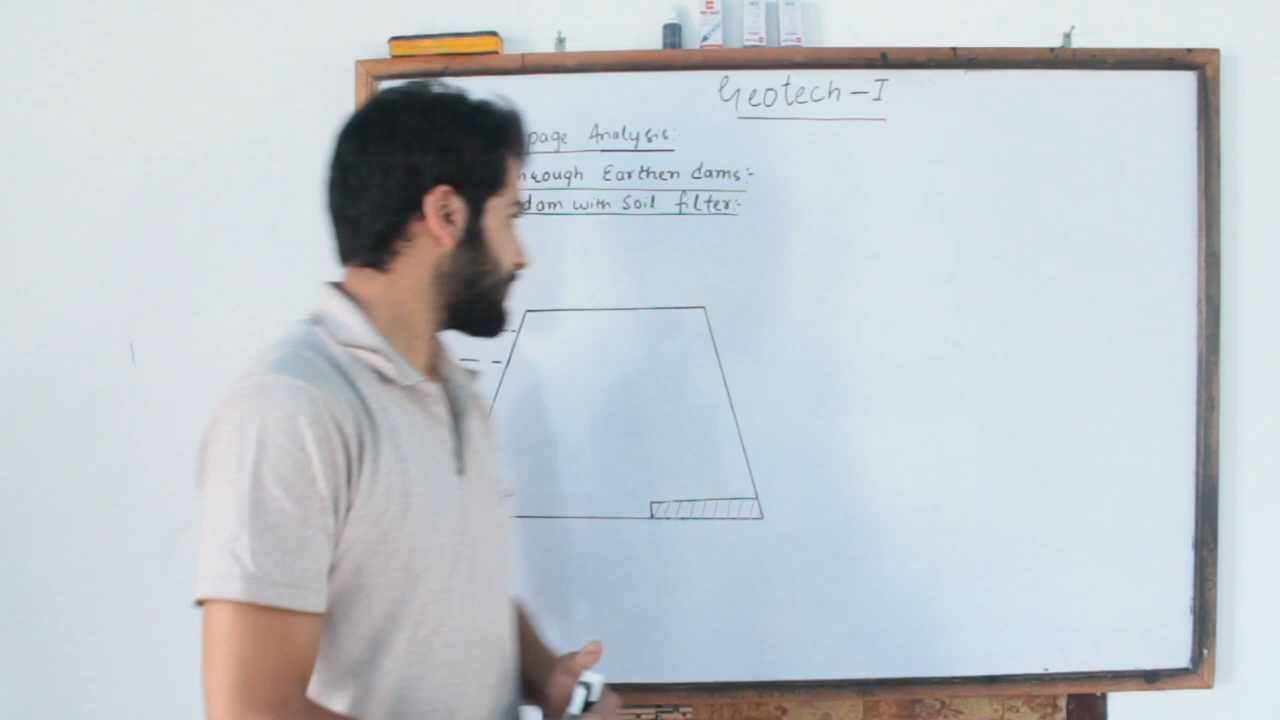 Geotech-I
page Analysis:-
hrough Earthen dams:-
dam with Soil filter:-